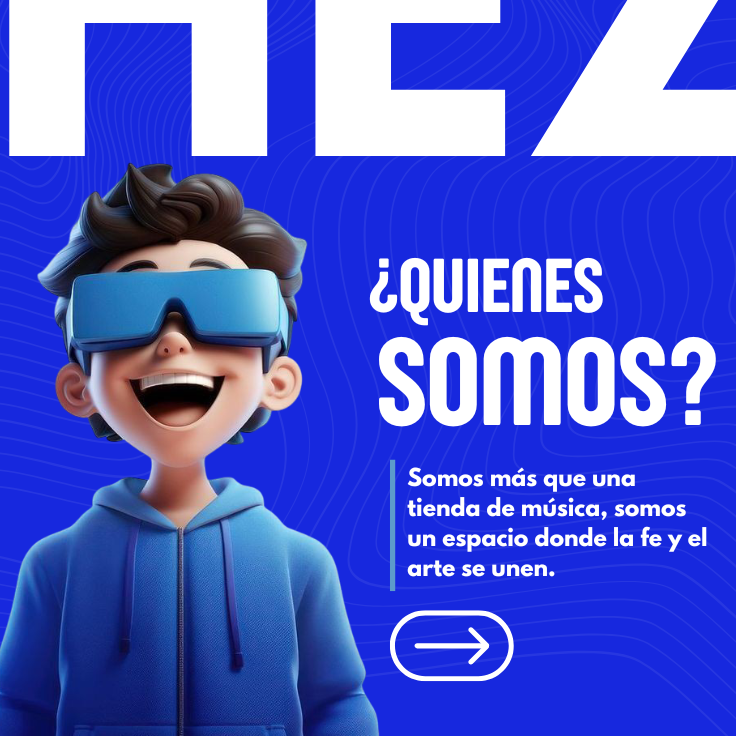 ¿QUIENES
SOMOS?
Somos más que una
tienda de música, somos
un espacio donde la fe y el
arte se unen.